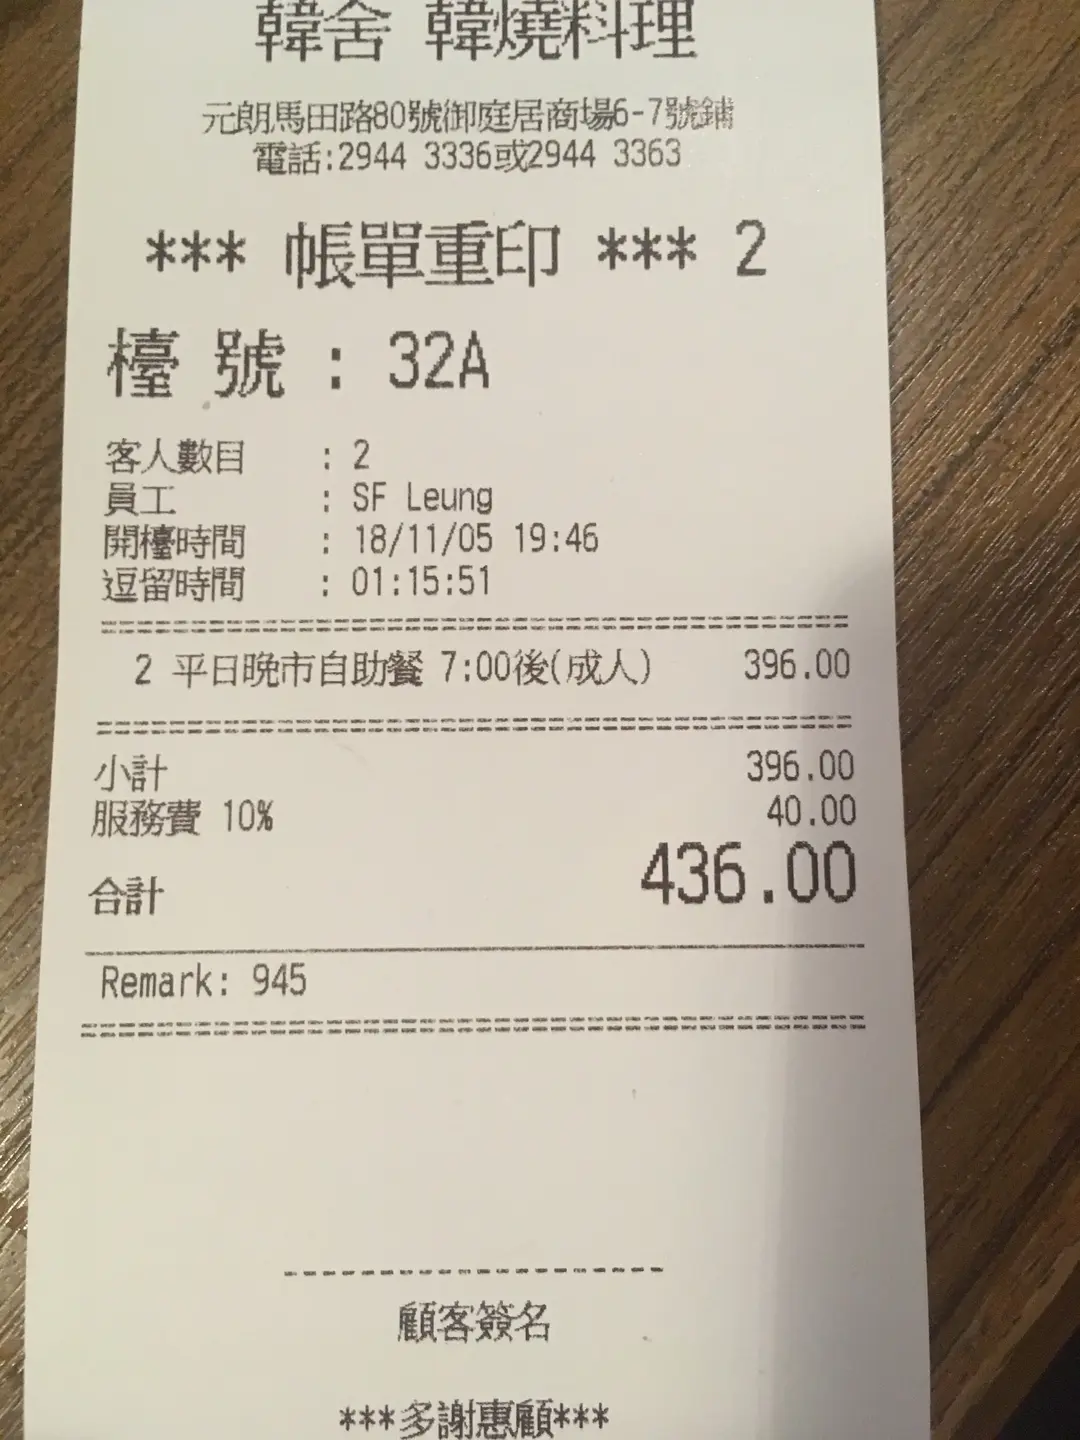 韓舍 韓燒料理
元朗馬田路80號御庭居商場6-7號鋪
電話:2944 3336或2944 3363
*** 帳單重印 *** 2
檯 號 : 32A
客人數目 : 2
員工 : SF Leung
開檯時間 : 18/11/05 19:46
逗留時間 : 01:15:51
2 平日晚市自助餐 7:00後(成人) 396.00
小計 396.00
服務費 10% 40.00
合計 436.00
Remark: 945
顧客簽名
***多謝惠顧***